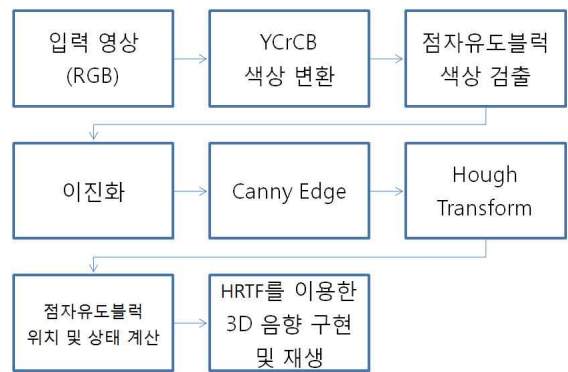 입력 영상
(RGB)
YCrCB
색상 변환
점자유도블럭
색상 검출
이진화
Canny Edge
Hough
Transform
점자유도블럭
위치 및 상태 계산
HRTF를 이용한
3D 음향 구현
및 재생